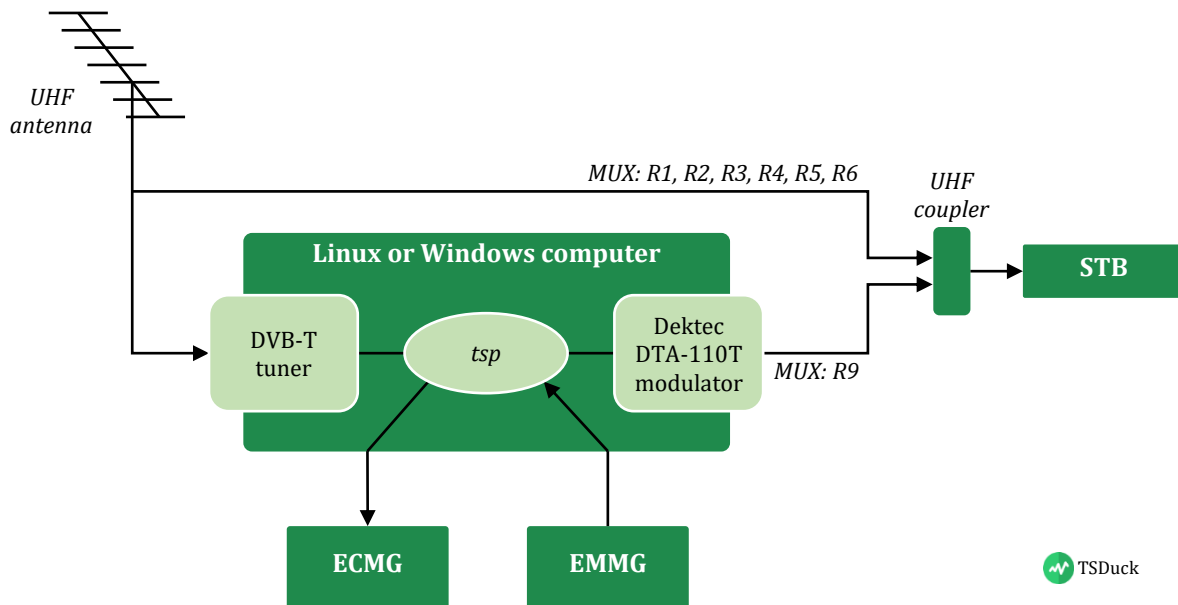 UHF
antenna
MUX: R1, R2, R3, R4, R5, R6
UHF
coupler
Linux or Windows computer
STB
DVB-T
tuner
tsp
Dektec
DTA-110T
modulator
MUX: R9
ECMG
EMMG
TSDuck